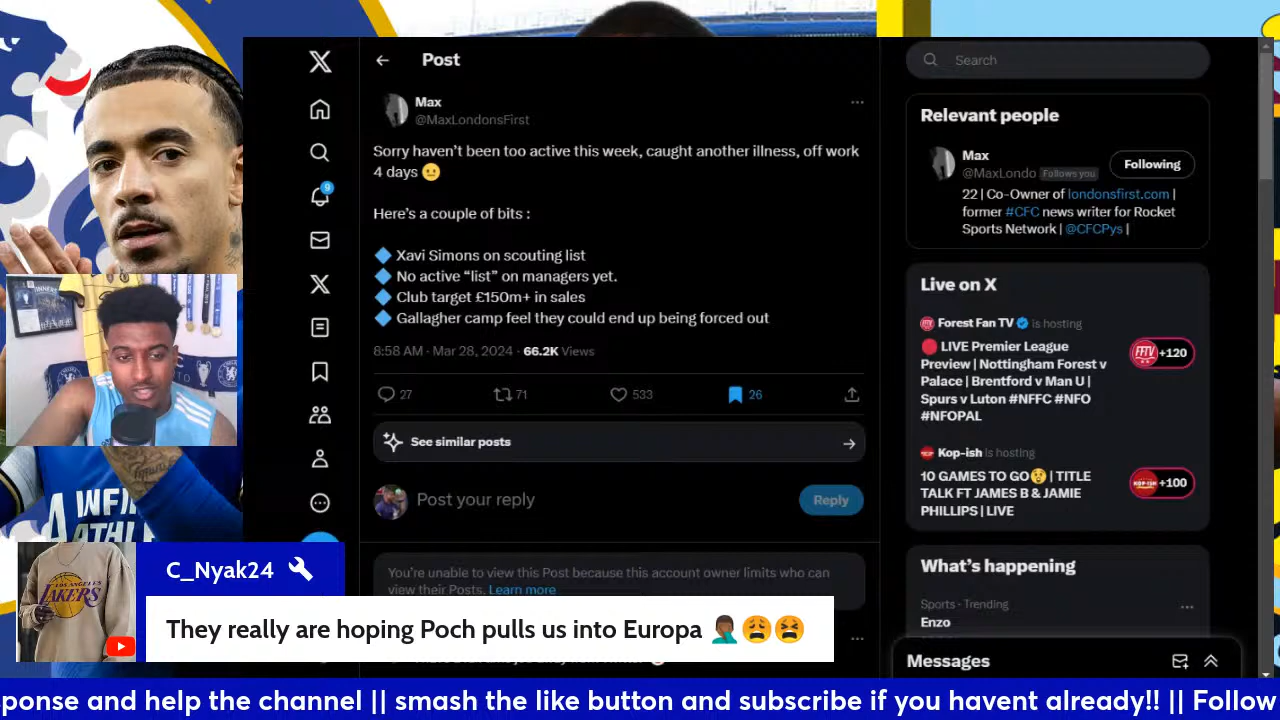 Post
Max
@MaxLondonsFirst
Sorry haven't been too active this week, caught another illness, off work
4 days 😐
Here's a couple of bits :
🔷 Xavi Simons on scouting list
🔷 No active “list” on managers yet.
🔷 Club target £150m+ in sales
🔷 Gallagher camp feel they could end up being forced out
8:58 AM · Mar 28, 2024 · 66.2K Views
27 71 533 26
See similar posts
Post your reply
Reply
You're unable to view this Post because this account owner limits who can
view their Posts. Learn more
9
Search
Relevant people
Max
@MaxLondo Follows you
Following
22 | Co-Owner of londonsfirst.com |
former #CFC news writer for Rocket
Sports Network | @CFCPys |
Live on X
Forest Fan TV is hosting
🔴 LIVE Premier League
Preview | Nottingham Forest v
Palace | Brentford v Man U |
Spurs v Luton #NFFC #NFO
#NFOPAL
FFTV +120
Kop-ish is hosting
10 GAMES TO GO😲 | TITLE
TALK FT JAMES B & JAMIE
PHILLIPS | LIVE
KOP-ISH +100
What's happening
Sports · Trending
Enzo
Messages
LOS ANGELES
LAKERS
C_Nyak24
They really are hoping Poch pulls us into Europa 🤦🏾‍♂️😩😫
ponse and help the channel || smash the like button and subscribe if you havent already!! || Follow